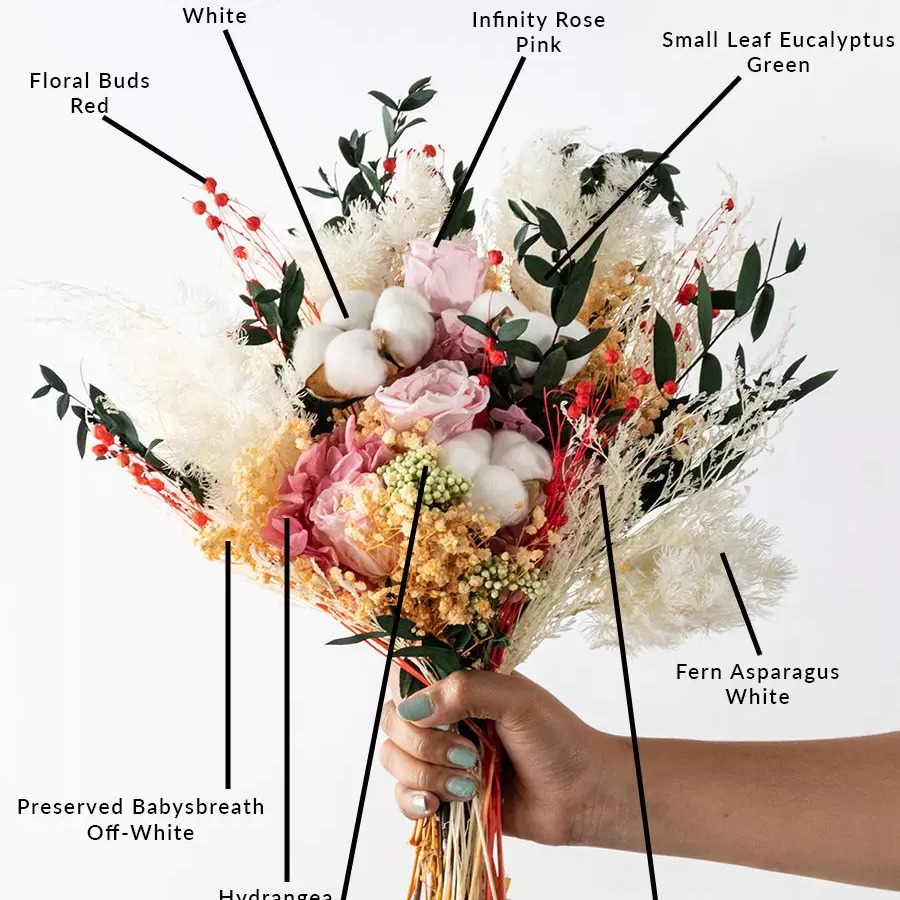 White
Infinity Rose
Pink
Small Leaf Eucalyptus
Green
Floral Buds
Red
Fern Asparagus
White
Preserved Babysbreath
Off-White
Hydrangea